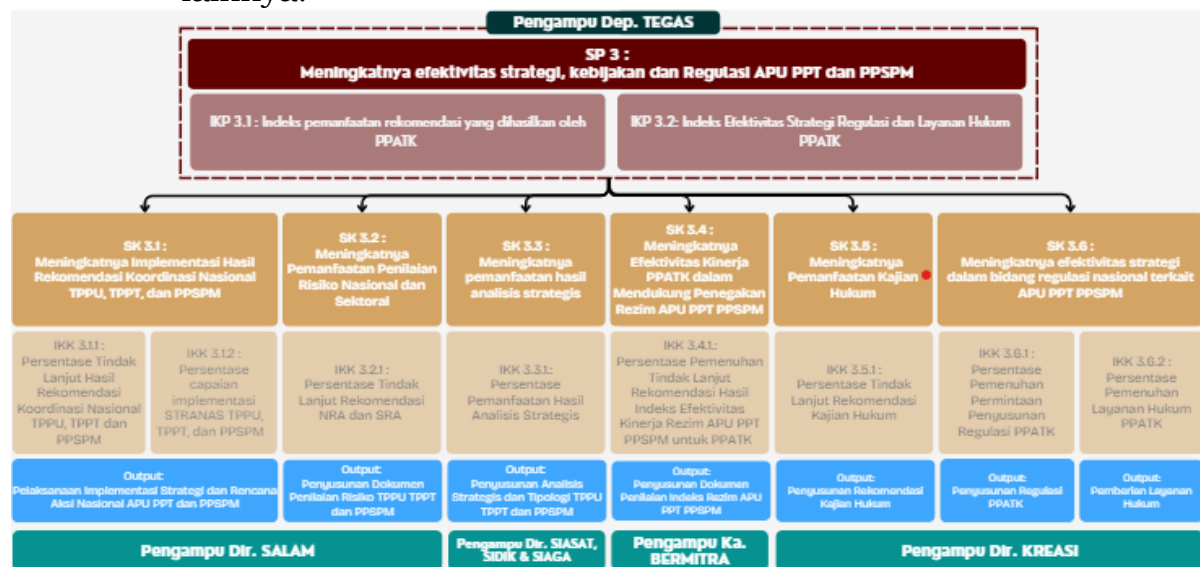 lainnya.
Pengampu Dep. TEGAS
SP 3 :
Meningkatnya efektivitas strategi, kebijakan dan Regulasi APU PPT dan PPSPM
IKP 3.1 : Indeks pemanfaatan rekomendasi yang dihasilkan oleh
PPATK
IKP 3.2: Indeks Efektivitas Strategi Regulasi dan Layanan Hukum
PPATK
SK 3.1 :
Meningkatnya Implementasi Hasil
Rekomendasi Koordinasi Nasional
TPPU, TPPT, dan PPSPM
SK 3.2 :
Meningkatnya
Pemanfaatan Penilaian
Risiko Nasional dan
Sektoral
SK 3.3 :
Meningkatnya
pemanfaatan hasil
analisis strategis
SK 3.4 :
Meningkatnya
Efektivitas Kinerja
PPATK dalam
Mendukung Penegakan
Rezim APU PPT PPSPM
SK 3.5 :
Meningkatnya
Pemanfaatan Kajian
Hukum
SK 3.6 :
Meningkatnya efektivitas strategi
dalam bidang regulasi nasional terkait
APU PPT PPSPM
IKK 3.1.1 :
Persentase Tindak
Lanjut Hasil
Rekomendasi
Koordinasi Nasional
TPPU, TPPT dan
PPSPM
IKK 3.1.2 :
Persentase
capaian
implementasi
STRANAS TPPU,
TPPT, dan PPSPM
IKK 3.2.1 :
Persentase Tindak
Lanjut Rekomendasi
NRA dan SRA
IKK 3.3.1:
Persentase
Pemanfaatan Hasil
Analisis Strategis
IKK 3.4.1.:
Persentase Pemenuhan
Tindak Lanjut
Rekomendasi Hasil
Indeks Efektivitas
Kinerja Rezim APU PPT
PPSPM untuk PPATK
IKK 3.5.1 :
Persentase Tindak
Lanjut Rekomendasi
Kajian Hukum
IKK 3.6.1 :
Persentase
Pemenuhan
Permintaan
Penyusunan
Regulasi PPATK
IKK 3.6.2 :
Persentase
Pemenuhan
Layanan Hukum
PPATK
Output:
Pelaksanaan Implementasi Strategi dan Rencana
Aksi Nasional APU PPT dan PPSPM
Output:
Penyusunan Dokumen
Penilaian Risiko TPPU TPPT
dan PPSPM
Output:
Penyusunan Analisis
Strategis dan Tipologi TPPU
TPPT dan PPSPM
Output:
Penyusunan Dokumen
Penilaian Indeks Rezim APU
PPT PPSPM
Output:
Penyusunan Rekomendasi
Kajian Hukum
Output:
Penyusunan Regulasi
PPATK
Output:
Pemberian Layanan
Hukum
Pengampu Dir. SALAM
Pengampu Dir. SIASAT,
SIDIK & SIAGA
Pengampu Ka.
BERMITRA
Pengampu Dir. KREASI